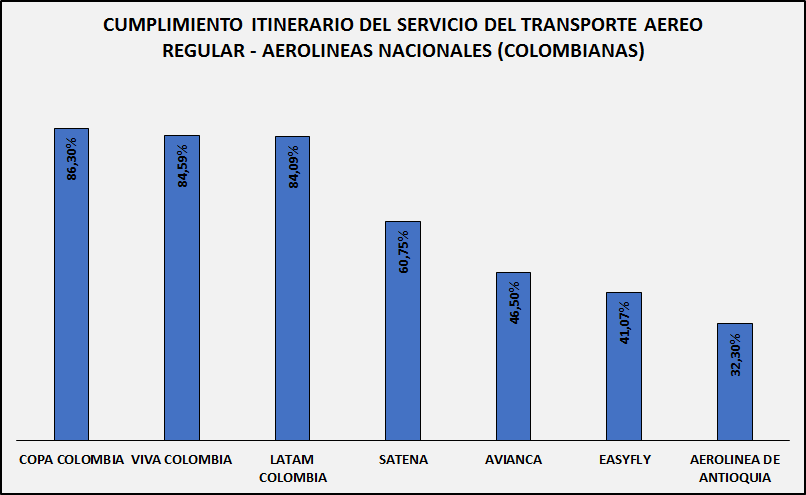 CUMPLIMIENTO ITINERARIO DEL SERVICIO DEL TRANSPORTE AEREO
REGULAR - AEROLINEAS NACIONALES (COLOMBIANAS)
86,30%
84,59%
84,09%
60,75%
46,50%
41,07%
32,30%
COPA COLOMBIA
VIVA COLOMBIA
LATAM
COLOMBIA
SATENA
AVIANCA
EASYFLY
AEROLINEA DE
ANTIOQUIA